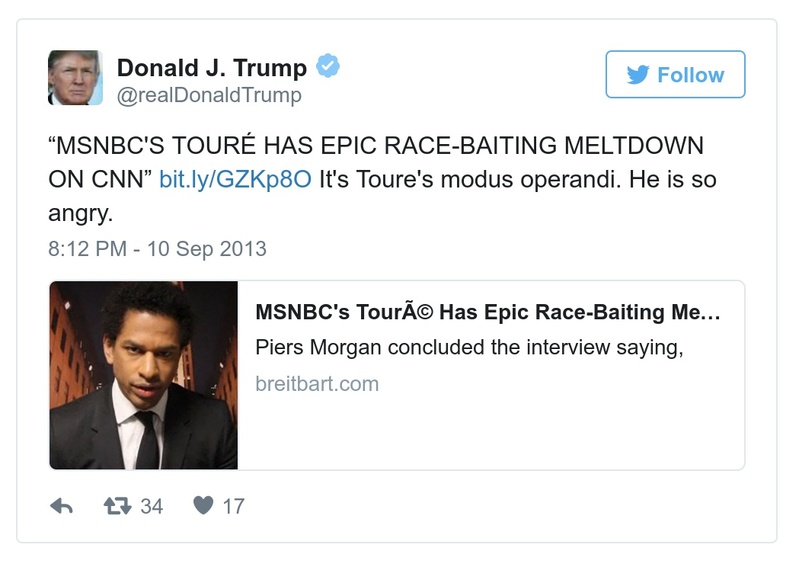 Donald J. Trump
@realDonaldTrump
Follow
“MSNBC'S TOURÉ HAS EPIC RACE-BAITING MELTDOWN
ON CNN” bit.ly/GZKp8O It's Toure's modus operandi. He is so
angry.
8:12 PM - 10 Sep 2013
MSNBC's TourÃ© Has Epic Race-Baiting Me…
Piers Morgan concluded the interview saying,
breitbart.com
34
17